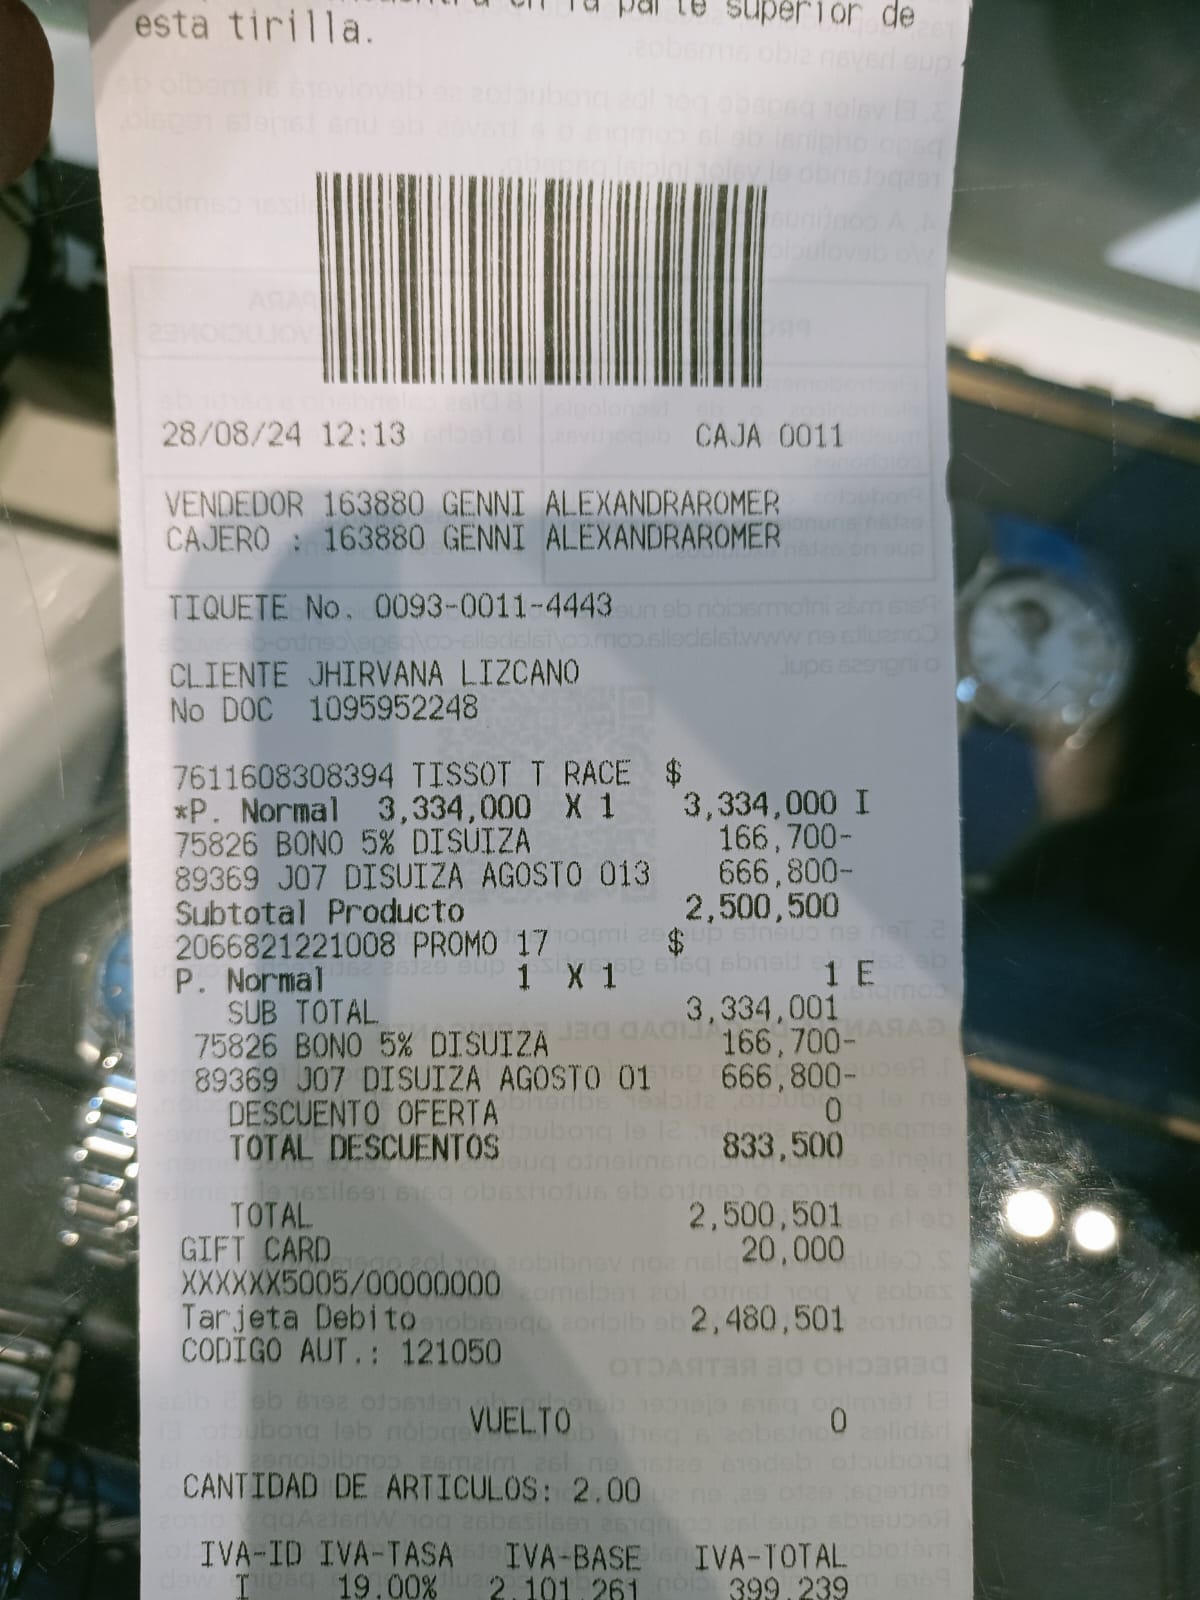 la parte superior de
esta tirilla.
28/08/24 12:13 CAJA 0011
VENDEDOR 163880 GENNI ALEXANDRAROMER
CAJERO : 163880 GENNI ALEXANDRAROMER
TIQUETE No. 0093-0011-4443
CLIENTE JHIRVANA LIZCANO
No DOC 1095952248
7611608308394 TISSOT T RACE $
*P. Normal 3,334,000 X 1 3,334,000 I
75826 BONO 5% DISUIZA 166,700-
89369 J07 DISUIZA AGOSTO 013 666,800-
Subtotal Producto 2,500,500
2066821221008 PROMO 17 $
P. Normal 1 X 1 1 E
SUB TOTAL 3,334,001
75826 BONO 5% DISUIZA 166,700-
89369 J07 DISUIZA AGOSTO 01 666,800-
DESCUENTO OFERTA 0
TOTAL DESCUENTOS 833,500
TOTAL 2,500,501
GIFT CARD 20,000
XXXXXX5005/00000000
Tarjeta Debito 2,480,501
CODIGO AUT.: 121050
VUELTO 0
CANTIDAD DE ARTICULOS: 2.00
IVA-ID IVA-TASA IVA-BASE IVA-TOTAL
I 19.00% 2,101,261 399,239